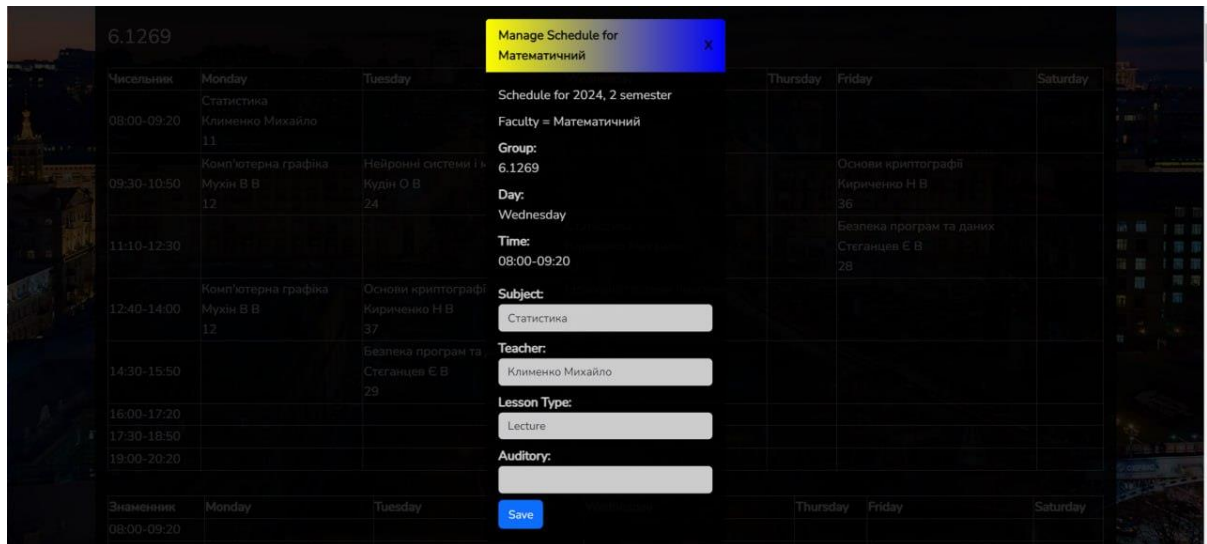 6.1269
Чисельник Monday Tuesday Thursday Friday Saturday
08:00-09:20
Статистика
Клименко Михайло
11
09:30-10:50
Комп'ютерна графіка
Мухін В В
12
Нейронні системи і
Кудін О В
24
Основи криптографії
Кириченко Н В
36
11:10-12:30
Безпека програм та даних
Стєганцев Є В
28
12:40-14:00
Комп'ютерна графіка
Мухін В В
12
Основи криптографі
Кириченко Н В
37
14:30-15:50
Безпека програм та
Стєганцев Є В
29
16:00-17:20
17:30-18:50
19:00-20:20
Знаменник Monday Tuesday Thursday Friday Saturday
08:00-09:20
Manage Schedule for
Математичний
X
Schedule for 2024, 2 semester
Faculty = Математичний
Group:
6.1269
Day:
Wednesday
Time:
08:00-09:20
Subject:
Статистика
Teacher:
Клименко Михайло
Lesson Type:
Lecture
Auditory:
Save